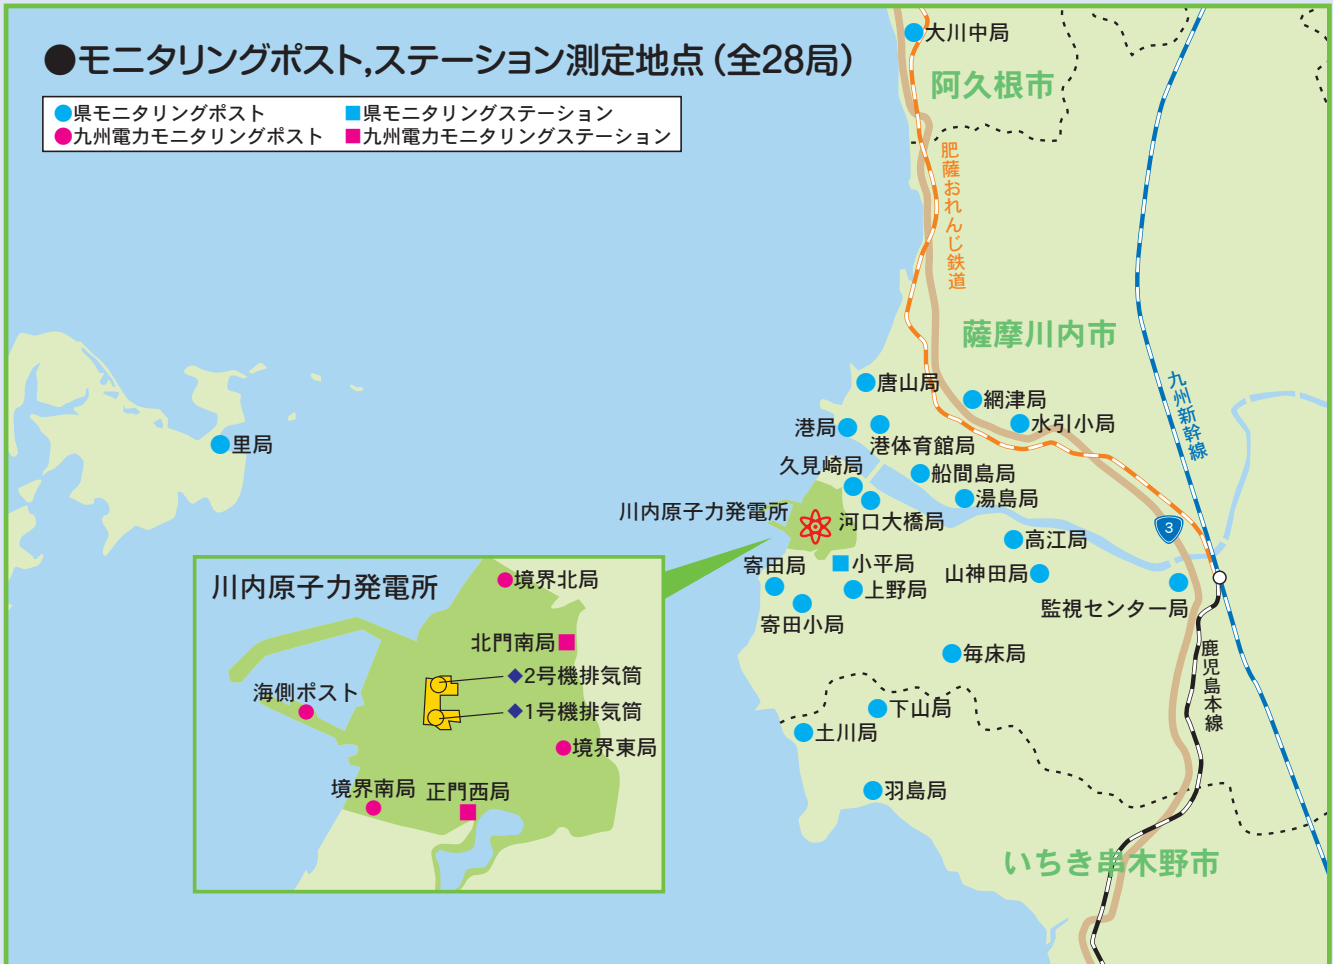 ●モニタリングポスト,ステーション測定地点（全28局）
県モニタリングポスト
県モニタリングステーション
九州電力モニタリングポスト
九州電力モニタリングステーション
大川中局
阿久根市
肥薩おれんじ鉄道
薩摩川内市
九州新幹線
唐山局
網津局
港局
水引小局
港体育館局
里局
久見崎局
船間島局
湯島局
川内原子力発電所
河口大橋局
3
高江局
寄田局
小平局
山神田局
上野局
監視センター局
寄田小局
毎床局
鹿児島本線
下山局
土川局
羽島局
いちき串木野市
川内原子力発電所
境界北局
北門南局
2号機排気筒
海側ポスト
1号機排気筒
境界東局
境界南局
正門西局